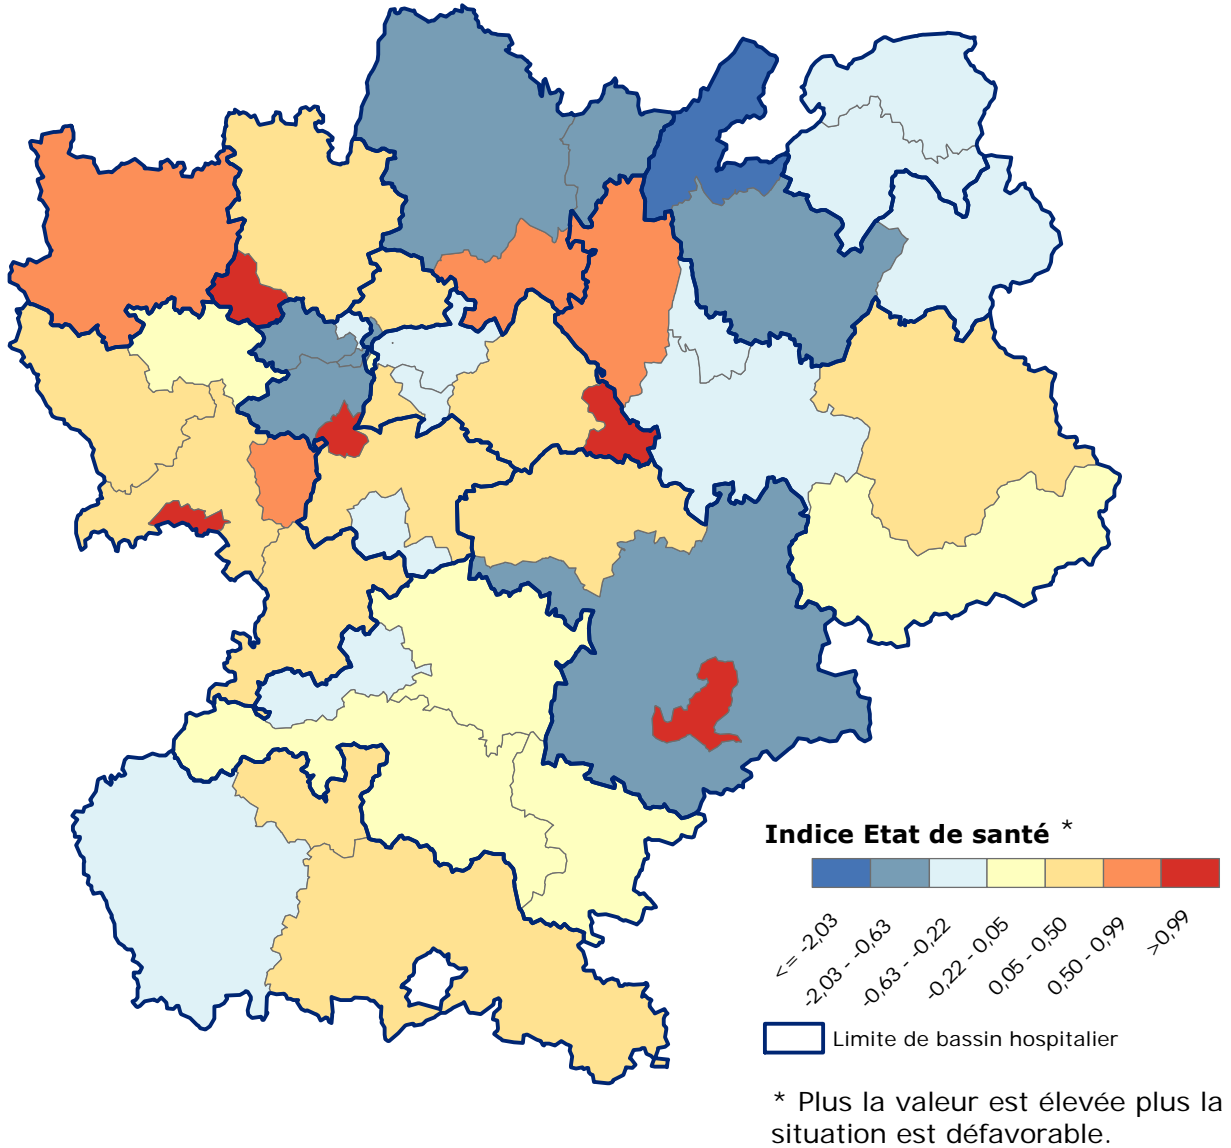 Indice Etat de santé *
<= -2,03
-2,03 - -0,63
-0,63 - -0,22
-0,22 - 0,05
0,05 - 0,50
0,50 - 0,99
>0,99
Limite de bassin hospitalier
* Plus la valeur est élevée plus la
situation est défavorable.